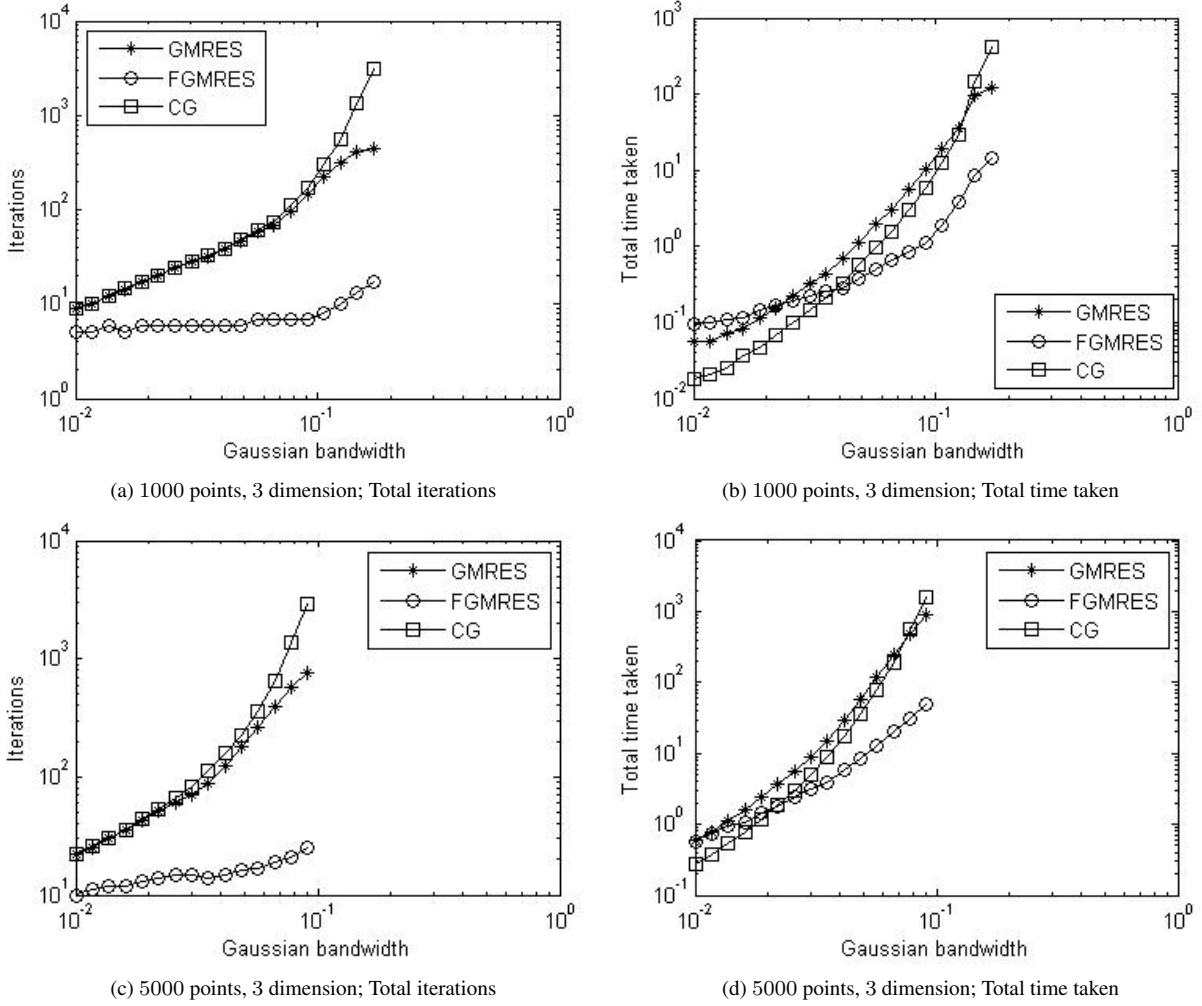 10^4
GMRES
FGMRES
CG
10^3
Iterations
10^2
10^1
10^0
10^-2
10^-1
10^0
Gaussian bandwidth
(a) 1000 points, 3 dimension; Total iterations
10^3
10^2
10^1
Total time taken
10^0
10^-1
GMRES
FGMRES
CG
10^-2
10^-2
10^-1
10^0
Gaussian bandwidth
(b) 1000 points, 3 dimension; Total time taken
10^4
GMRES
FGMRES
CG
10^3
Iterations
10^2
10^1
10^-2
10^-1
10^0
Gaussian bandwidth
(c) 5000 points, 3 dimension; Total iterations
10^4
GMRES
FGMRES
CG
10^3
10^2
Total time taken
10^1
10^0
10^-1
10^-2
10^-1
10^0
Gaussian bandwidth
(d) 5000 points, 3 dimension; Total time taken